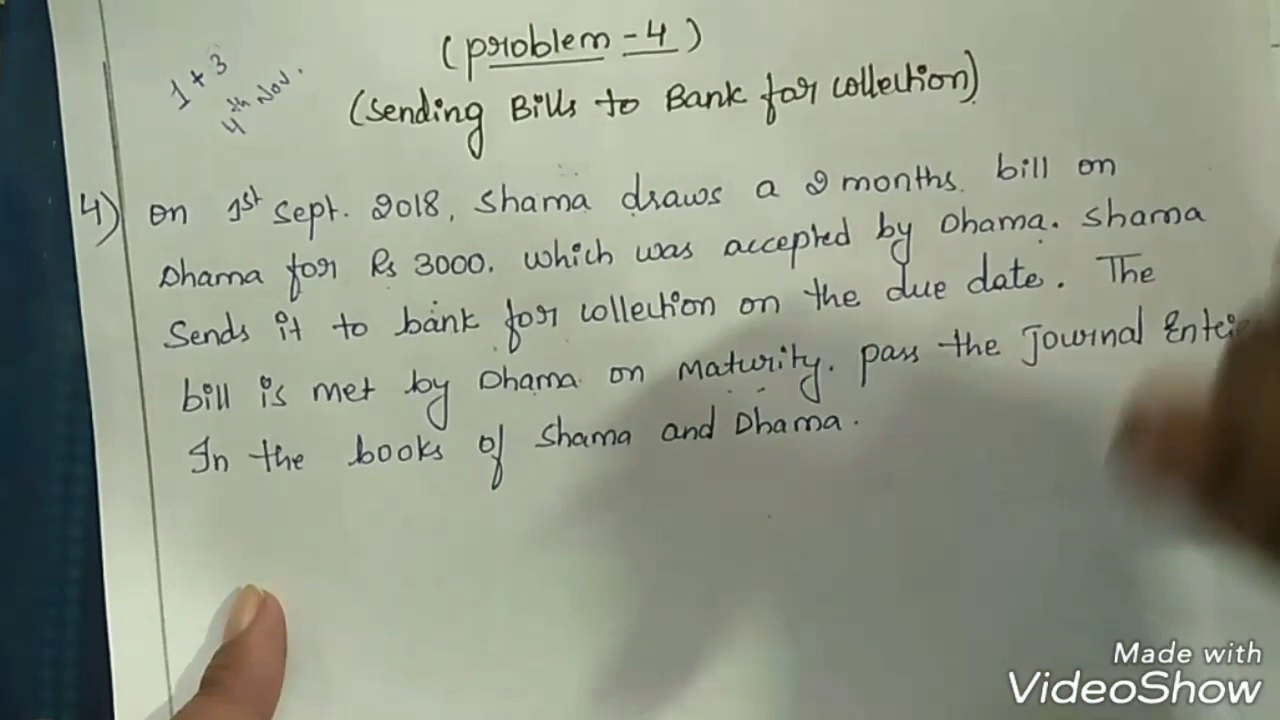 (problem - 4)
1 + 3
4th Nov.
(Sending Bills to Bank for collection)
4) on 1st Sept. 2018, Shama draws a 2 months bill on
Dhama for Rs 3000. which was accepted by Dhama. Shama
Sends it to bank for collection on the due date. The
bill is met by Dhama on maturity. pass the Journal
In the books of Shama and Dhama.
Made with
VideoShow